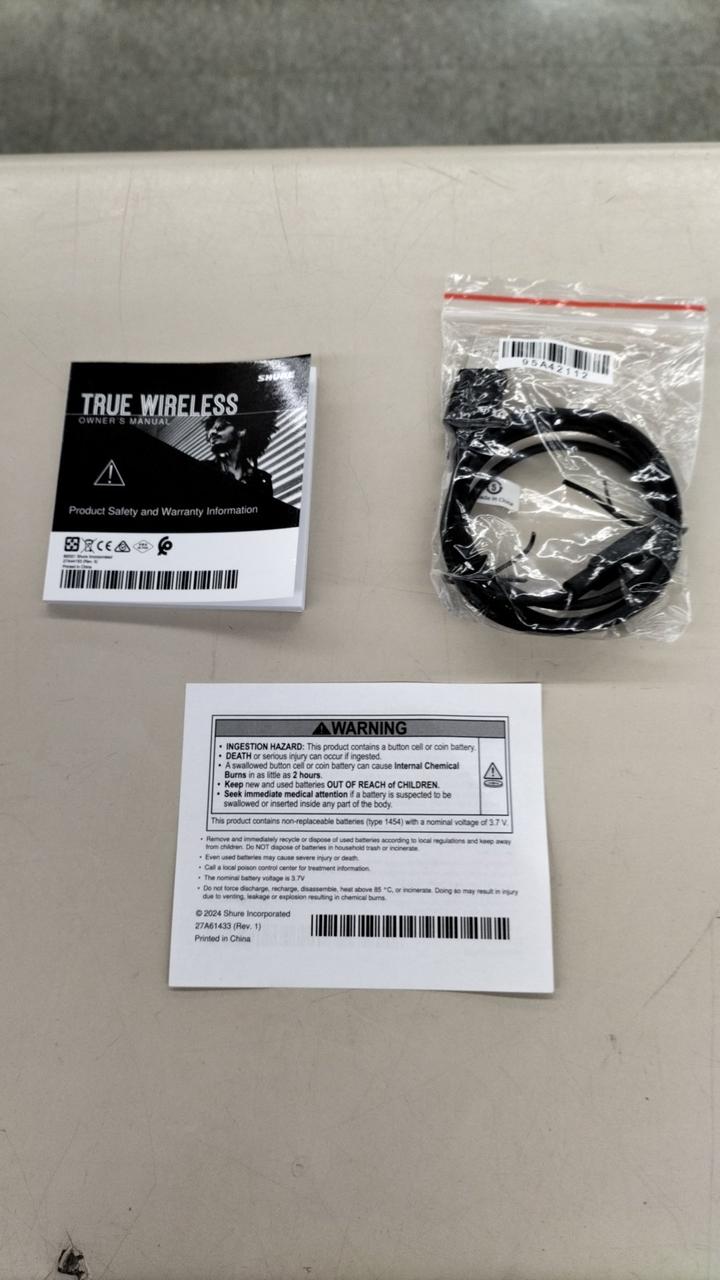 SHURE
TRUE WIRELESS
OWNER'S MANUAL
Product Safety and Warranty Information
Shure Incorporated
Printed in China
95A42112
Made in China
WARNING
• INGESTION HAZARD: This product contains a button cell or coin battery.
• DEATH or serious injury can occur if ingested.
• A swallowed button cell or coin battery can cause Internal Chemical
Burns in as little as 2 hours.
• Keep new and used batteries OUT OF REACH of CHILDREN.
• Seek immediate medical attention if a battery is suspected to be
swallowed or inserted inside any part of the body.
This product contains non-replaceable batteries (type 1454) with a nominal voltage of 3.7 V.
• Remove and immediately recycle or dispose of used batteries according to local regulations and keep away
from children. Do NOT dispose of batteries in household trash or incinerate.
• Even used batteries may cause severe injury or death.
• Call a local poison control center for treatment information.
• The nominal battery voltage is 3.7V
• Do not force discharge, recharge, disassemble, heat above 85 °C, or incinerate. Doing so may result in injury
due to venting, leakage or explosion resulting in chemical burns.
© 2024 Shure Incorporated
27A61433 (Rev. 1)
Printed in China